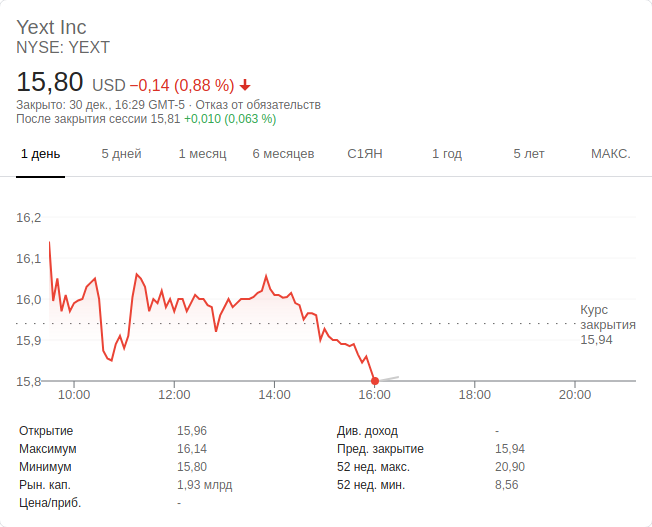 Yext Inc
NYSE: YEXT
15,80 USD −0,14 (0,88 %)
Закрыто: 30 дек., 16:29 GMT-5 · Отказ от обязательств
После закрытия сессии 15,81 +0,010 (0,063 %)
1 день 5 дней 1 месяц 6 месяцев С1ЯН 1 год 5 лет МАКС.
16,2
16,1
16,0
15,9
15,8
Курс
закрытия
15,94
10:00 12:00 14:00 16:00 18:00 20:00
Открытие 15,96 Див. доход -
Максимум 16,14 Пред. закрытие 15,94
Минимум 15,80 52 нед. макс. 20,90
Рын. кап. 1,93 млрд 52 нед. мин. 8,56
Цена/приб. -